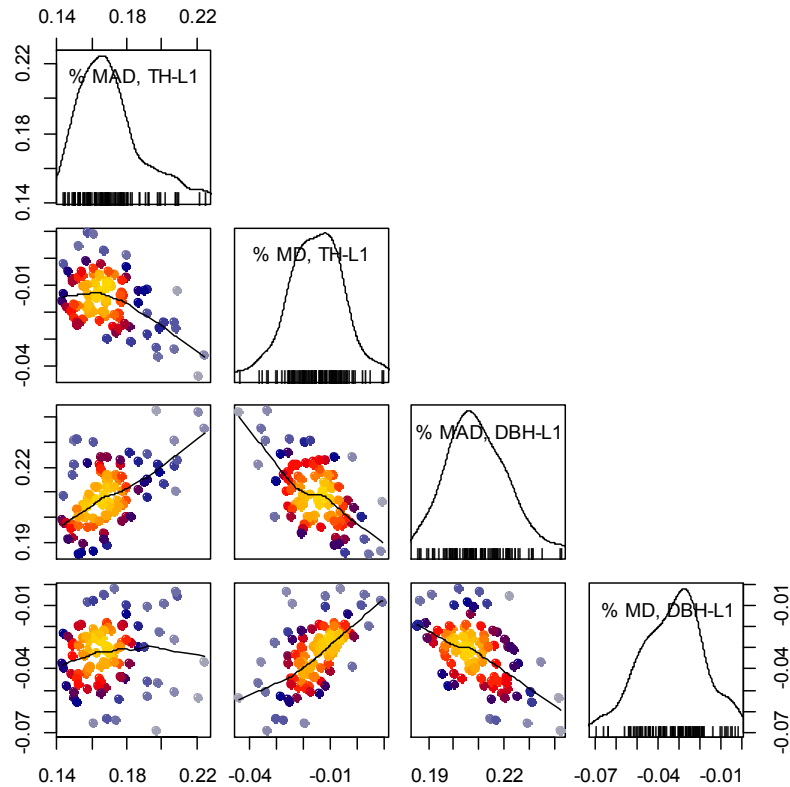 0.14 0.18 0.22
% MAD, TH-L1
0.14 0.18 0.22
% MD, TH-L1
-0.04 -0.01
% MAD, DBH-L1
0.19 0.22
% MD, DBH-L1
-0.07 -0.04 -0.01
-0.07 -0.04 -0.01
0.14 0.18 0.22
-0.04 -0.01
0.19 0.22
-0.07 -0.04 -0.01